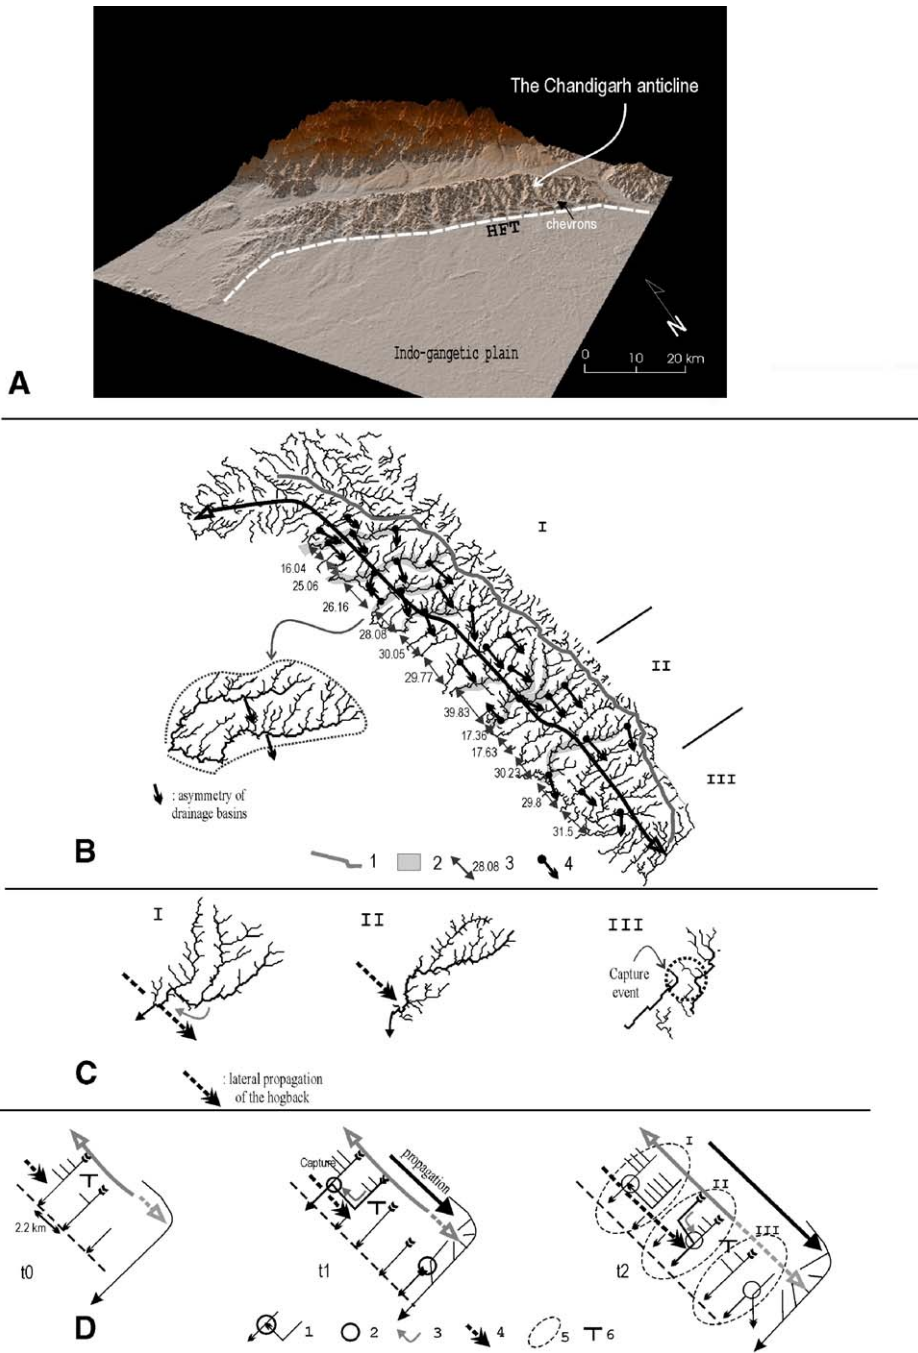 The Chandigarh anticline
chevrons
HFT
N
Indo-gangetic plain
0 10 20 km
A
I
16.04
25.06
26.16
28.08
30.05
II
29.77
39.83
17.36
17.63
III
30.23
29.8
31.5
: asymmetry of
drainage basins
B
1 2 28.08 3 4
I II III
Capture
event
C
: lateral propagation
of the hogback
Capture
propagation
I
II
III
2.2 km
t0 t1 t2
D
1 2 3 4 5 6